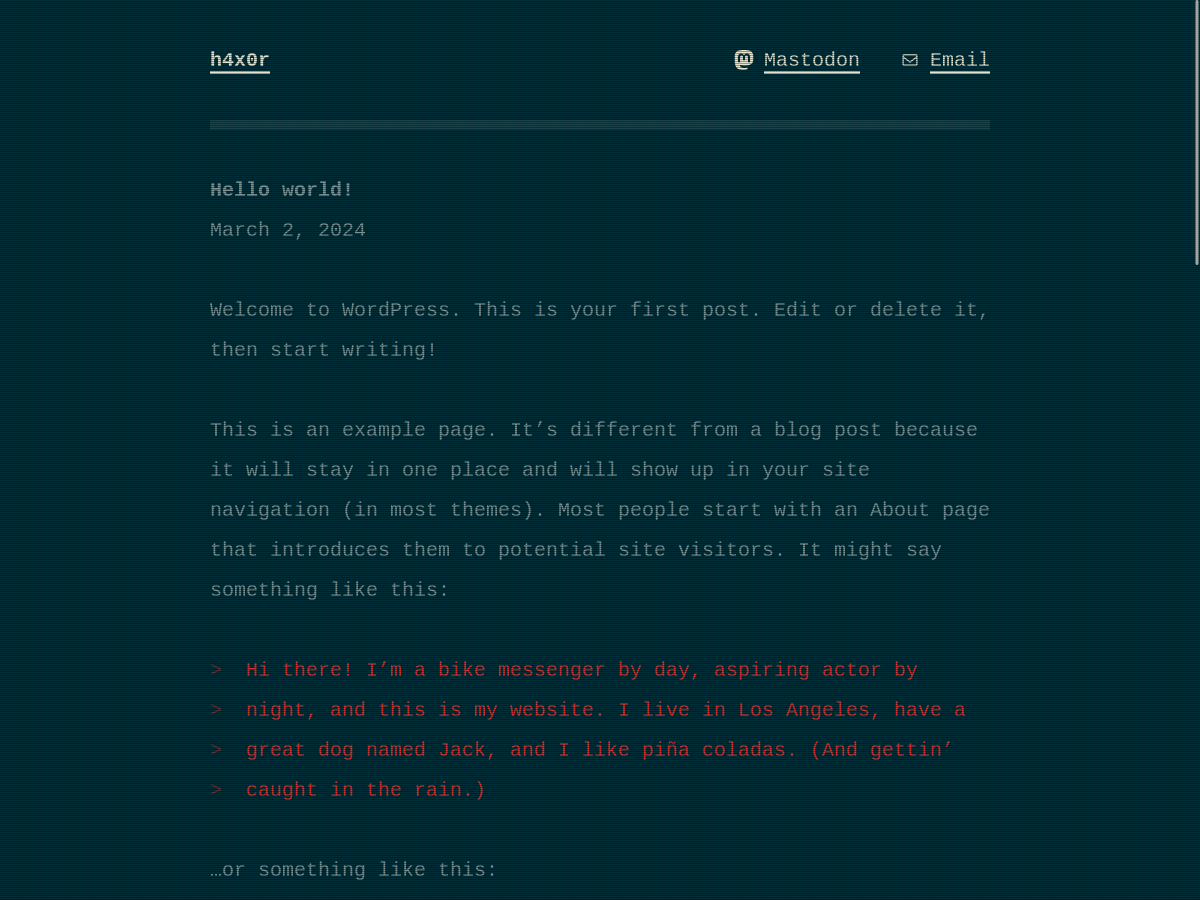 h4x0r
Mastodon
Email
Hello world!
March 2, 2024
Welcome to WordPress. This is your first post. Edit or delete it,
then start writing!
This is an example page. It’s different from a blog post because
it will stay in one place and will show up in your site
navigation (in most themes). Most people start with an About page
that introduces them to potential site visitors. It might say
something like this:
> Hi there! I’m a bike messenger by day, aspiring actor by
> night, and this is my website. I live in Los Angeles, have a
> great dog named Jack, and I like piña coladas. (And gettin’
> caught in the rain.)
…or something like this: